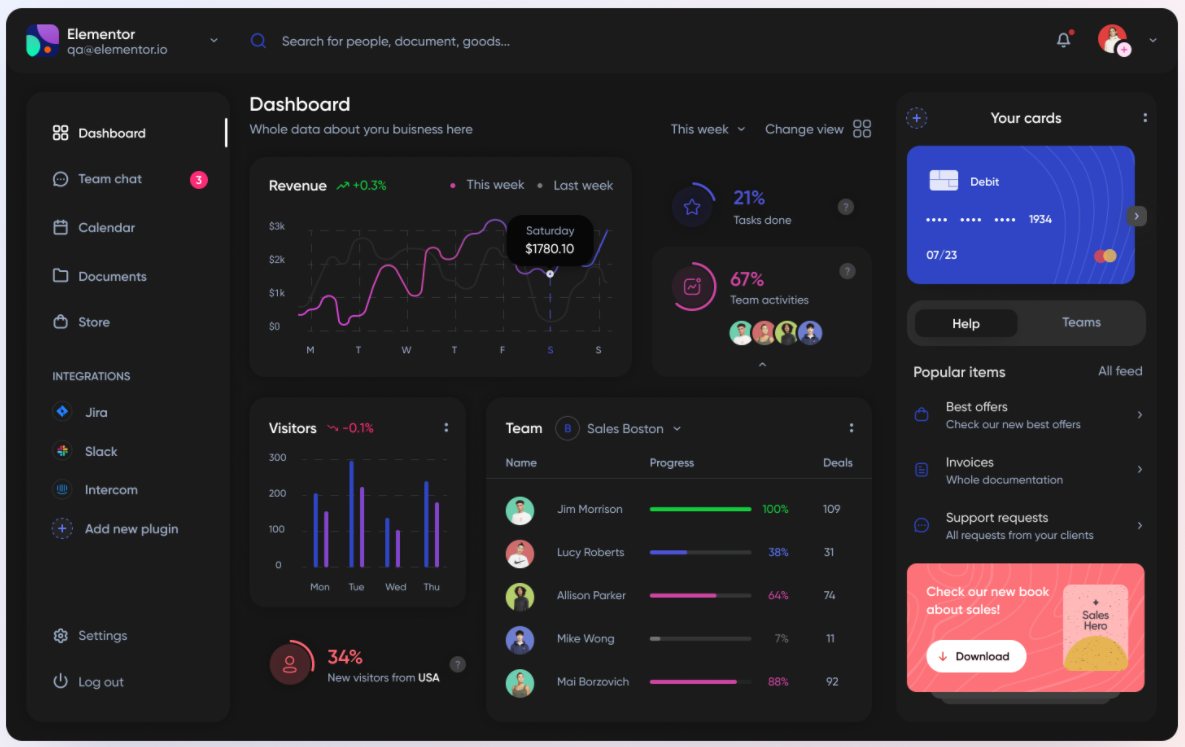 Elementor
qa@elementor.io
Search for people, document, goods...
Dashboard
Team chat
3
Calendar
Documents
Store
INTEGRATIONS
Jira
Slack
Intercom
Add new plugin
Settings
Log out
Dashboard
Whole data about yoru buisness here
This week
Change view
Revenue
+0.3%
This week
Last week
$3k
$2k
$1k
$0
Saturday
$1780.10
M T W T F S S
21%
Tasks done
?
67%
Team activities
?
Visitors
-0.1%
300
200
100
0
Mon Tue Wed Thu
34%
New visitors from USA
?
Team
B
Sales Boston
Name Progress Deals
Jim Morrison 100% 109
Lucy Roberts 38% 31
Allison Parker 64% 74
Mike Wong 7% 11
Mai Borzovich 88% 92
Your cards
Debit
•••• •••• •••• 1934
07/23
Help
Teams
Popular items
All feed
Best offers
Check our new best offers
Invoices
Whole documentation
Support requests
All requests from your clients
Check our new book
about sales!
Download
Sales
Hero